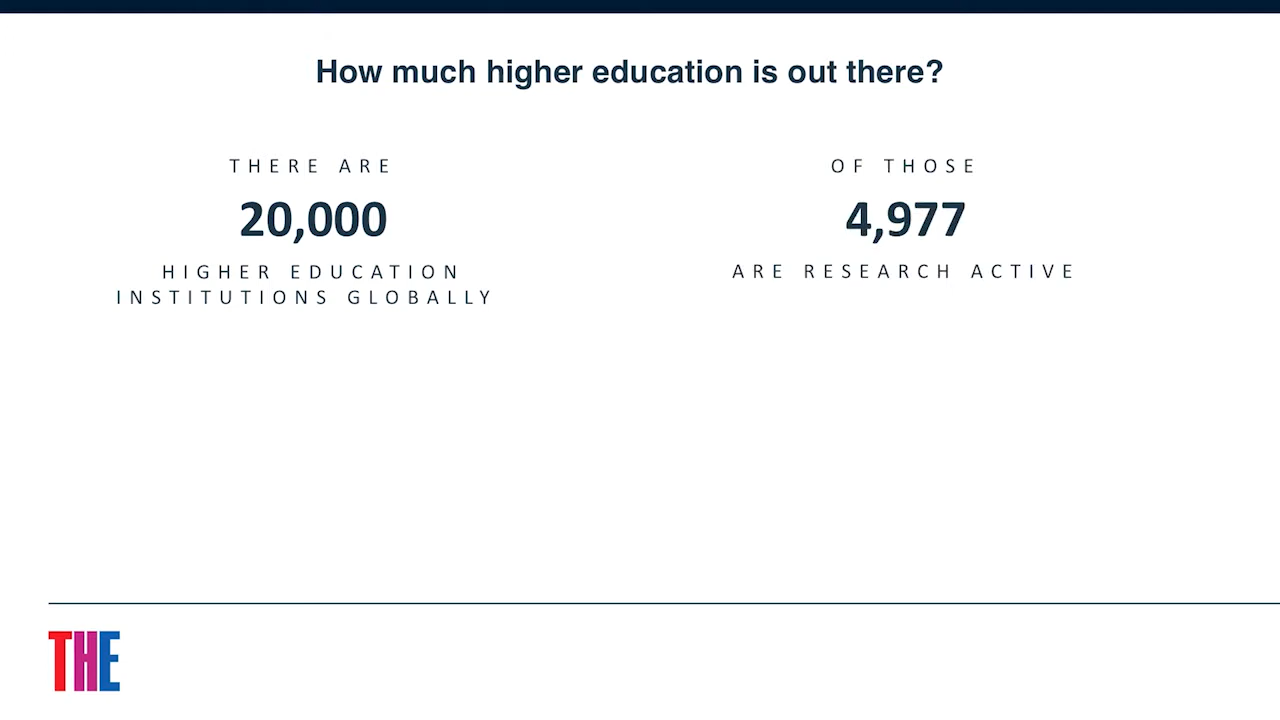 How much higher education is out there?
THERE ARE
20,000
HIGHER EDUCATION
INSTITUTIONS GLOBALLY
OF THOSE
4,977
ARE RESEARCH ACTIVE
THE